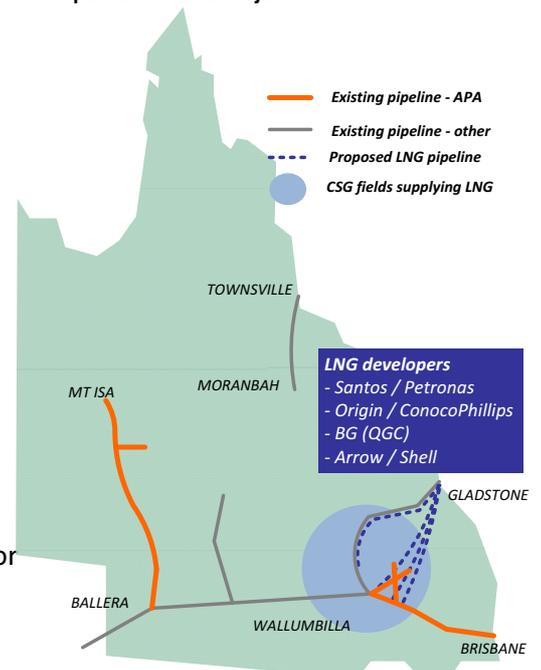 Existing pipeline - APA
Existing pipeline - other
Proposed LNG pipeline
CSG fields supplying LNG
TOWNSVILLE
LNG developers
- Santos / Petronas
- Origin / ConocoPhillips
- BG (QGC)
- Arrow / Shell
MORANBAH
MT ISA
GLADSTONE
or
BALLERA
WALLUMBILLA
BRISBANE